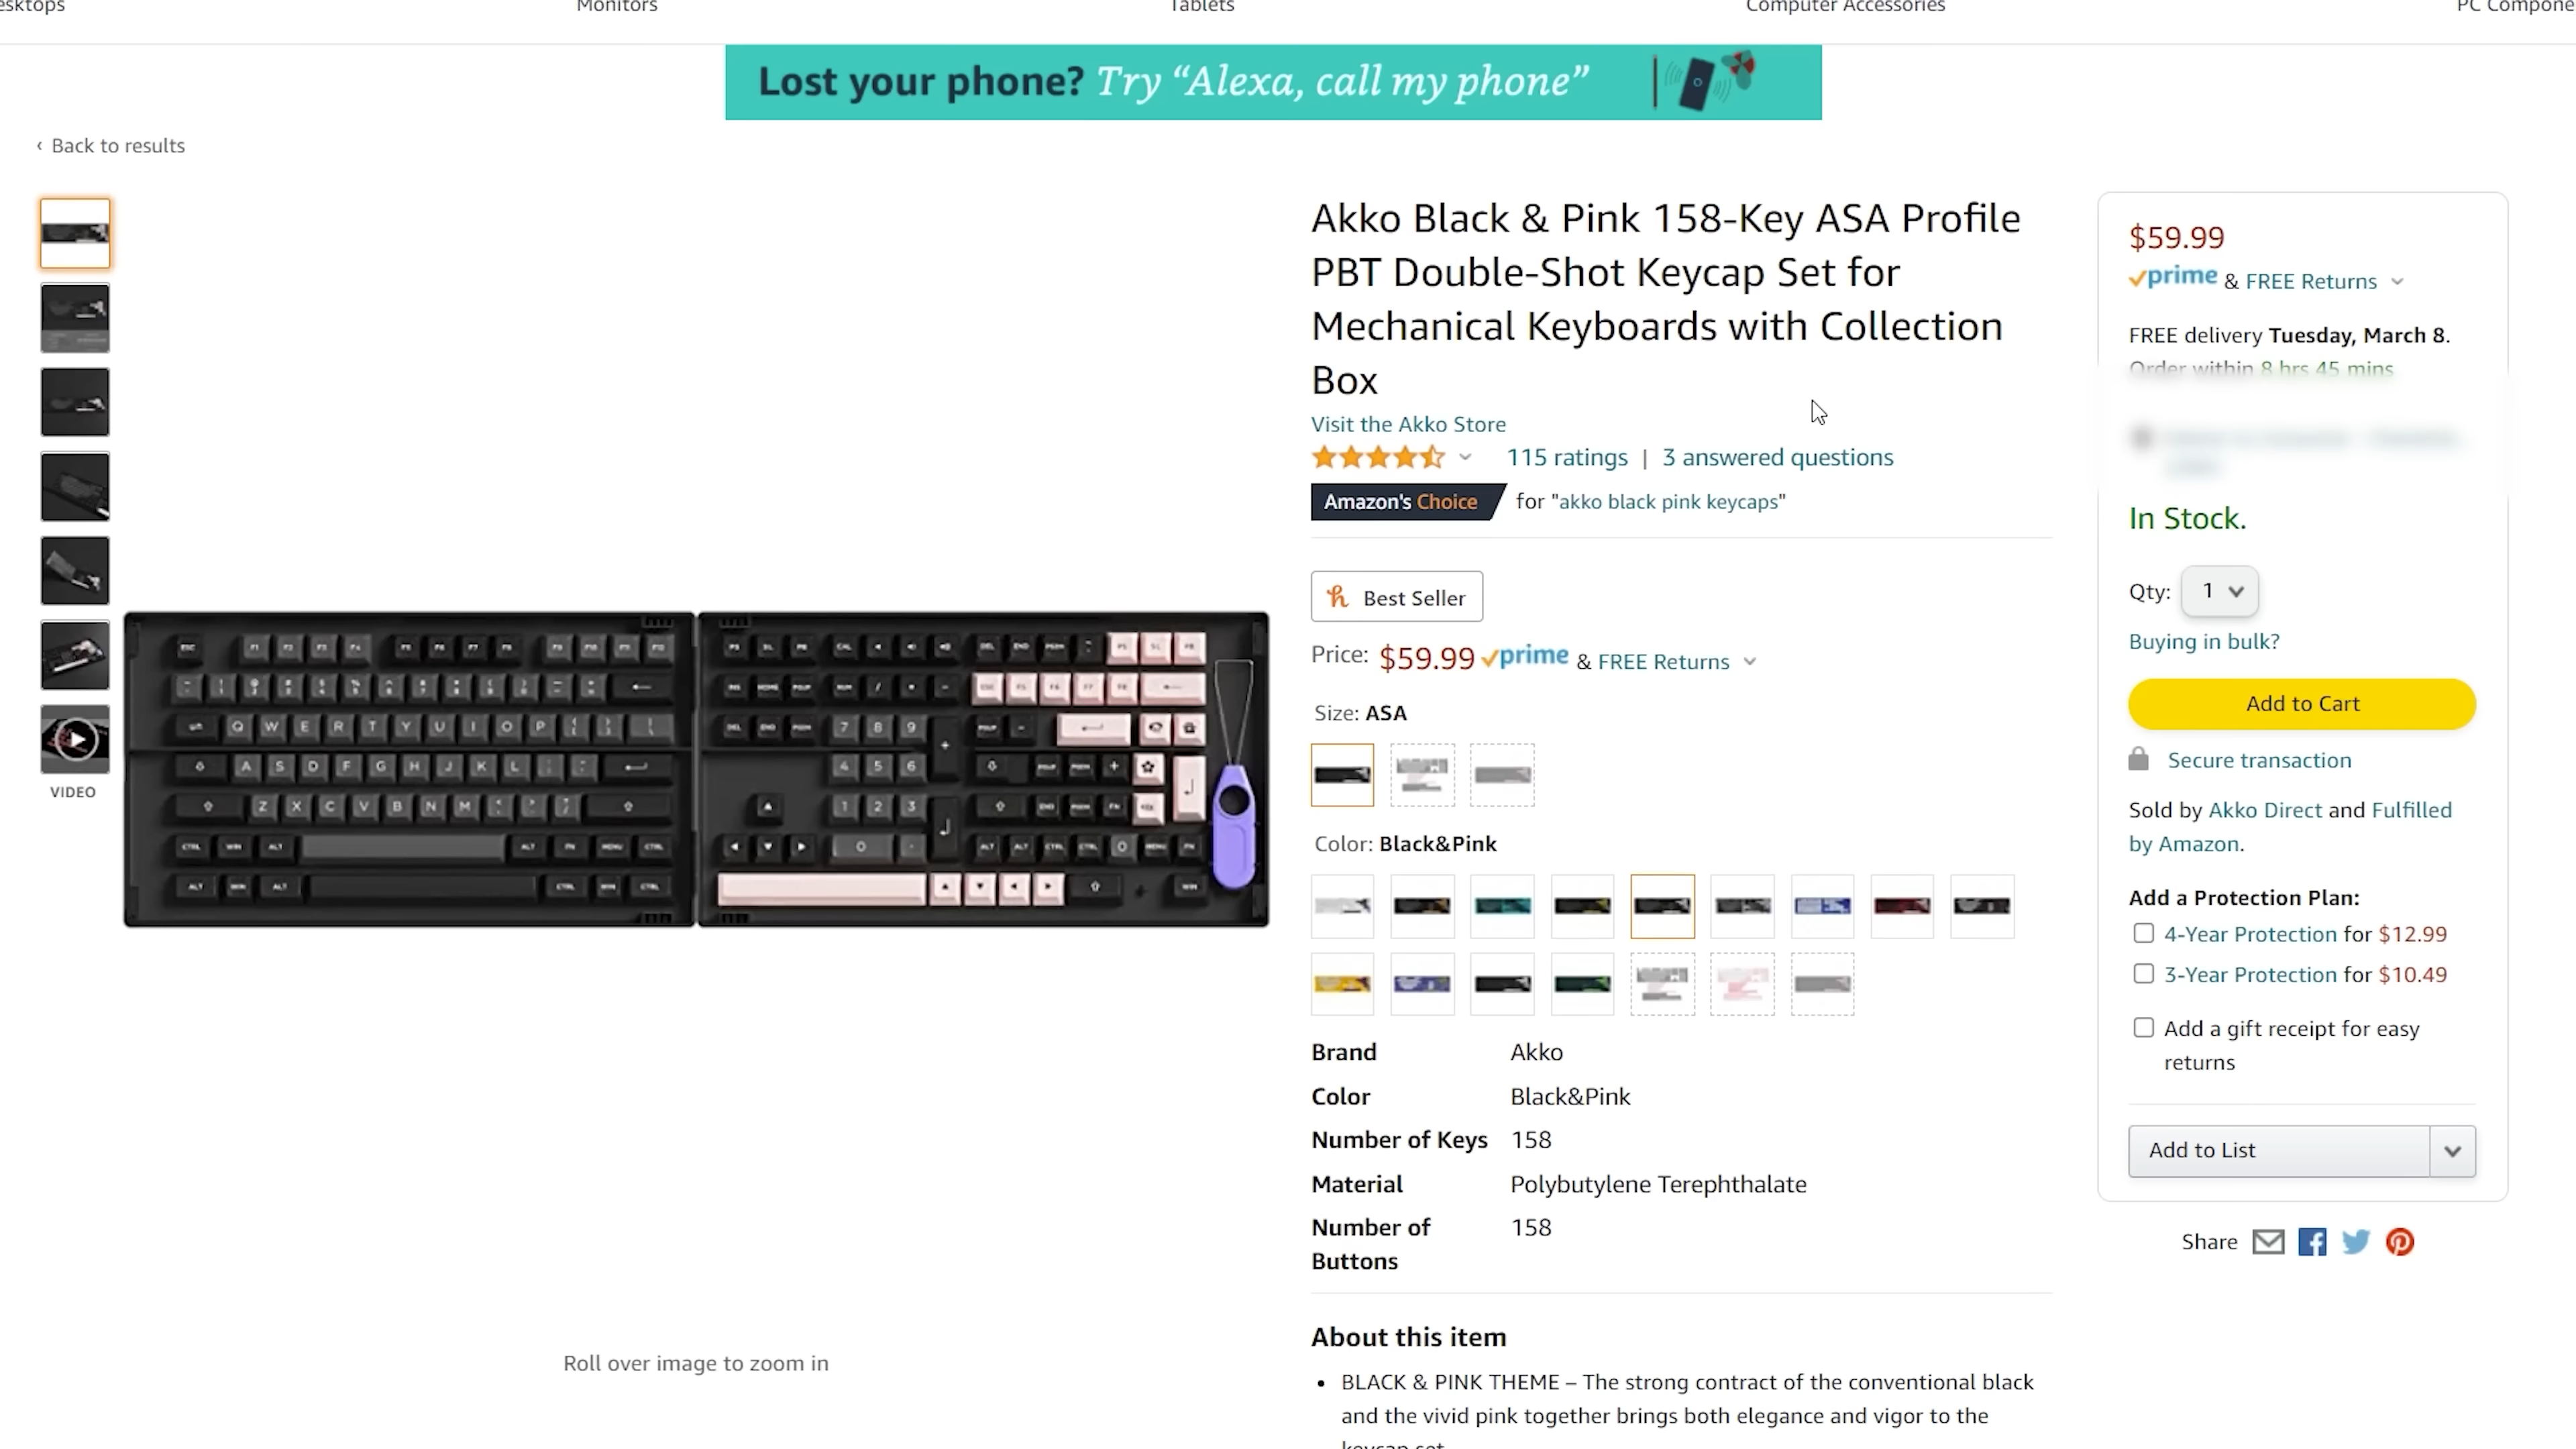 Monitors
Tablets
Computer Accessories
Lost your phone? Try “Alexa, call my phone”
‹ Back to results
VIDEO
Roll over image to zoom in
Akko Black & Pink 158-Key ASA Profile
PBT Double-Shot Keycap Set for
Mechanical Keyboards with Collection
Box
Visit the Akko Store
115 ratings | 3 answered questions
Amazon's Choice for "akko black pink keycaps"
Best Seller
Price: $59.99 prime & FREE Returns
Size: ASA
Color: Black&Pink
Brand Akko
Color Black&Pink
Number of Keys 158
Material Polybutylene Terephthalate
Number of Buttons 158
About this item
• BLACK & PINK THEME – The strong contract of the conventional black
and the vivid pink together brings both elegance and vigor to the
keycap set
$59.99
prime & FREE Returns
FREE delivery Tuesday, March 8.
Order within 8 hrs 45 mins
In Stock.
Qty: 1
Buying in bulk?
Add to Cart
Secure transaction
Sold by Akko Direct and Fulfilled
by Amazon.
Add a Protection Plan:
4-Year Protection for $12.99
3-Year Protection for $10.49
Add a gift receipt for easy
returns
Add to List
Share